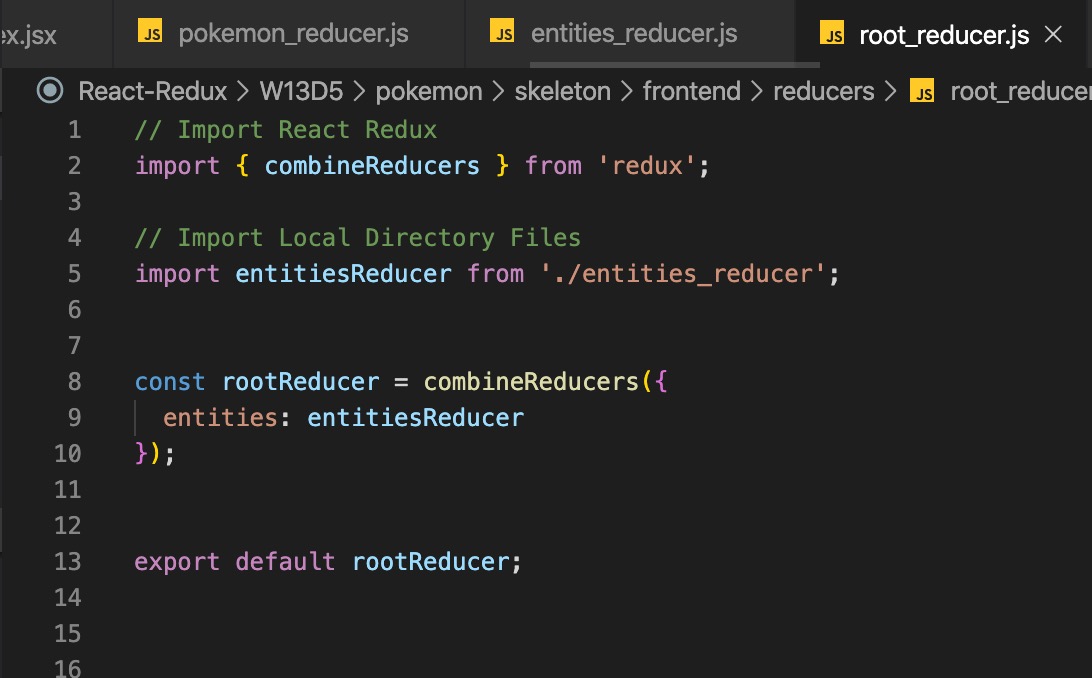 ex.jsx JS pokemon_reducer.js JS entities_reducer.js JS root_reducer.js
React-Redux > W13D5 > pokemon > skeleton > frontend > reducers > JS root_reducer
1 // Import React Redux
2 import { combineReducers } from 'redux';
3
4 // Import Local Directory Files
5 import entitiesReducer from './entities_reducer';
6
7
8 const rootReducer = combineReducers({
9   entities: entitiesReducer
10 });
11
12
13 export default rootReducer;
14
15
16